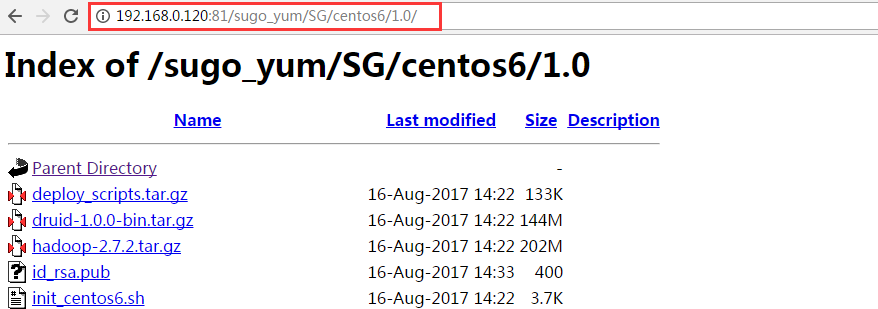 192.168.0.120:81/sugo_yum/SG/centos6/1.0/
Index of /sugo_yum/SG/centos6/1.0
Name Last modified Size Description
Parent Directory -
deploy_scripts.tar.gz 16-Aug-2017 14:22 133K
druid-1.0.0-bin.tar.gz 16-Aug-2017 14:22 144M
hadoop-2.7.2.tar.gz 16-Aug-2017 14:22 202M
id_rsa.pub 16-Aug-2017 14:33 400
init_centos6.sh 16-Aug-2017 14:22 3.7K